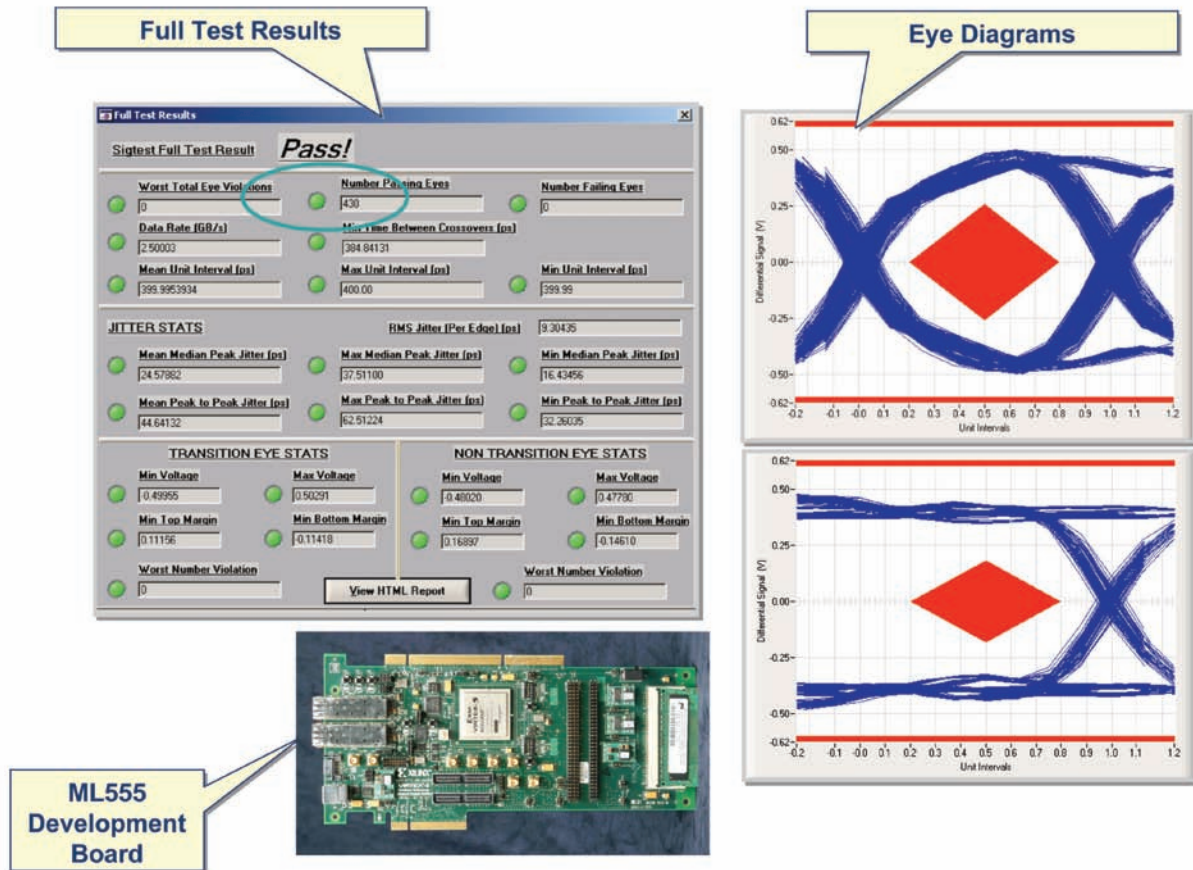 Full Test Results
Eye Diagrams
Full Test Results
Sigtest Full Test Result
Pass!
Worst Total Eye Violations
0
Number Passing Eyes
430
Number Failing Eyes
0
Data Rate (GB/s)
2.50003
Min Time Between Crossovers (ps)
384.84131
Mean Unit Interval (ps)
399.9953934
Max Unit Interval (ps)
400.00
Min Unit Interval (ps)
399.99
JITTER STATS
RMS Jitter (Per Edge) (ps)
9.30435
Mean Median Peak Jitter (ps)
24.57882
Max Median Peak Jitter (ps)
37.51100
Min Median Peak Jitter (ps)
16.43456
Mean Peak to Peak Jitter (ps)
44.64132
Max Peak to Peak Jitter (ps)
62.51224
Min Peak to Peak Jitter (ps)
32.26035
TRANSITION EYE STATS
Min Voltage
-0.49955
Max Voltage
0.50291
Min Top Margin
0.11156
Min Bottom Margin
-0.11418
Worst Number Violation
0
NON TRANSITION EYE STATS
Min Voltage
-0.48020
Max Voltage
0.47780
Min Top Margin
0.16897
Min Bottom Margin
-0.14610
Worst Number Violation
0
View HTML Report
Differential Signal (V)
0.62
0.50
0.25
0.00
-0.25
-0.50
-0.62
-0.2 -0.0 0.1 0.2 0.3 0.4 0.5 0.6 0.7 0.8 0.9 1.0 1.1 1.2
Unit Intervals
Differential Signal (V)
0.62
0.50
0.25
0.00
-0.25
-0.50
-0.62
-0.2 -0.0 0.1 0.2 0.3 0.4 0.5 0.6 0.7 0.8 0.9 1.0 1.1 1.2
Unit Intervals
XILINX
ML555
Development
Board